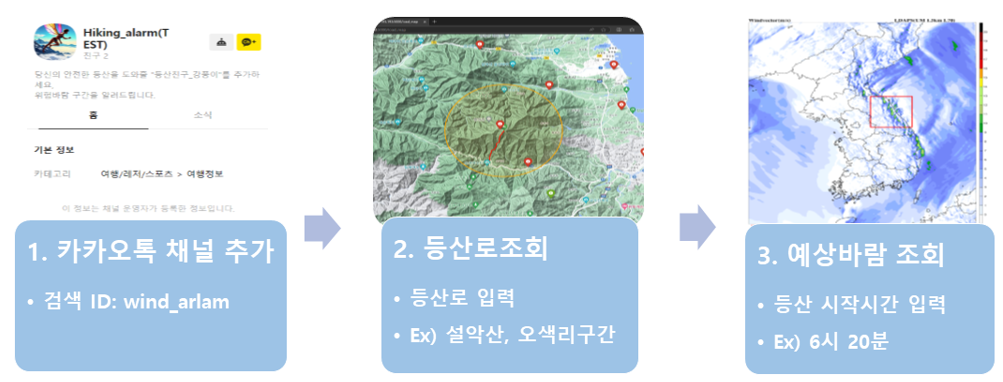 Hiking_alarm(T
EST)
친구 2
당신의 안전한 등산을 도와줄 "등산친구_강풍이"를 추가하
세요.
위험바람 구간을 알려드립니다.
홈
소식
기본 정보
카테고리
여행/레저/스포츠 > 여행정보
이 정보는 채널 운영자가 등록한 정보입니다.
1. 카카오톡 채널 추가
• 검색 ID: wind_arlam
2. 등산로조회
• 등산로 입력
• Ex) 설악산, 오색리구간
3. 예상바람 조회
• 등산 시작시간 입력
• Ex) 6시 20분